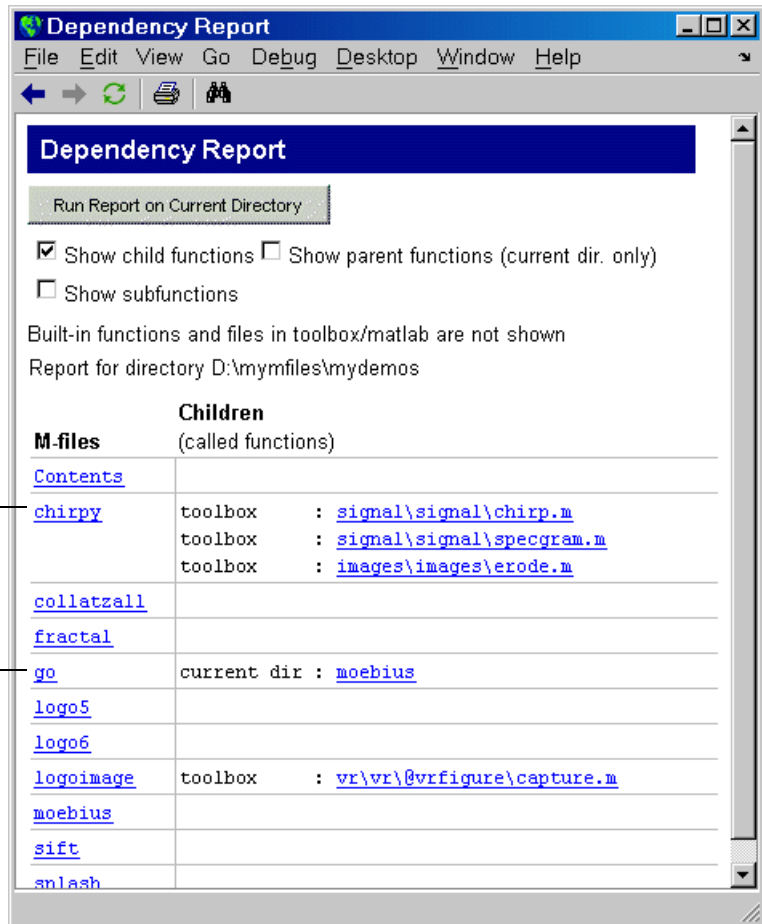 Dependency Report
File Edit View Go Debug Desktop Window Help
Dependency Report
Run Report on Current Directory
Show child functions Show parent functions (current dir. only)
Show subfunctions
Built-in functions and files in toolbox/matlab are not shown
Report for directory D:\mymfiles\mydemos
Children
M-files (called functions)
Contents
chirpy toolbox : signal\signal\chirp.m
toolbox : signal\signal\specgram.m
toolbox : images\images\erode.m
collatzall
fractal
go current dir : moebius
logo5
logo6
logoimage toolbox : vr\vr\@vrfigure\capture.m
moebius
sift
splash